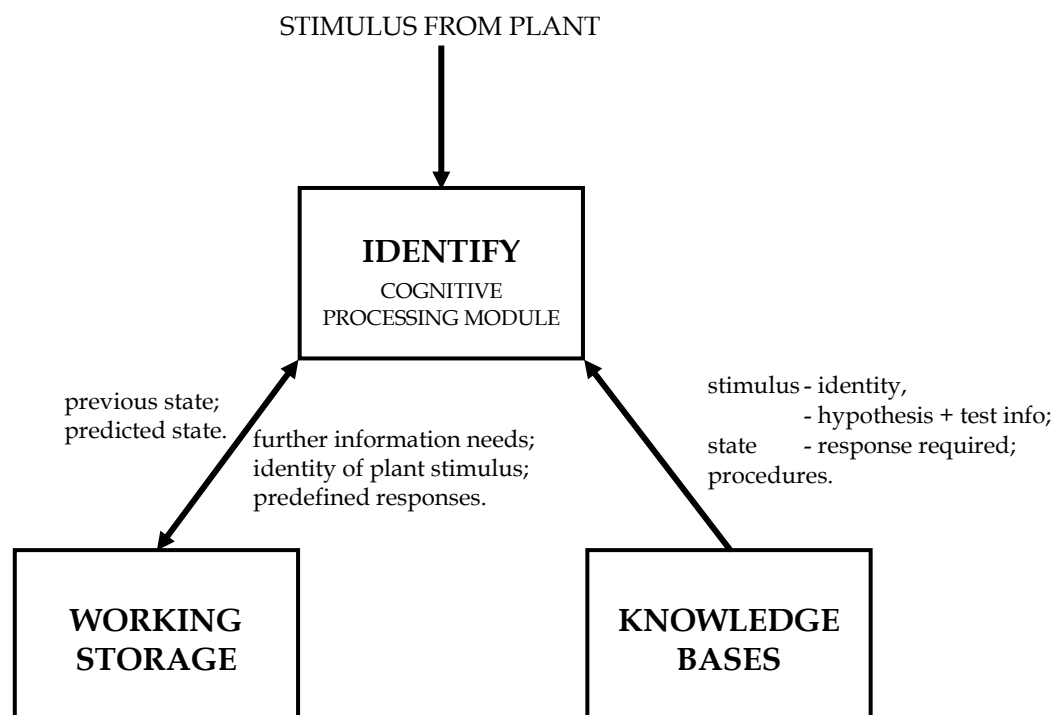 STIMULUS FROM PLANT
IDENTIFY
COGNITIVE
PROCESSING MODULE
previous state;
predicted state.
further information needs;
identity of plant stimulus;
predefined responses.
stimulus - identity,
- hypothesis + test info;
state - response required;
procedures.
WORKING
STORAGE
KNOWLEDGE
BASES